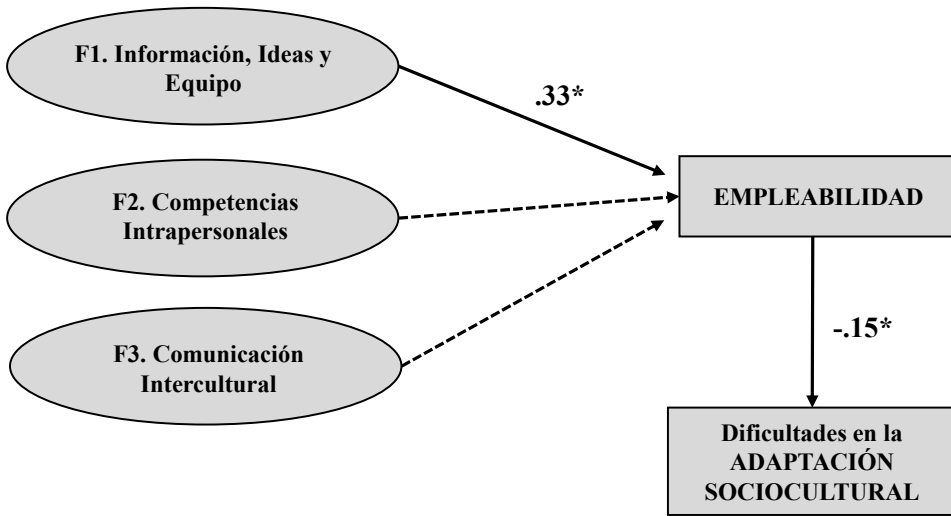 F1. Información, Ideas y
Equipo
.33*
F2. Competencias
Intrapersonales
EMPLEABILIDAD
F3. Comunicación
Intercultural
-.15*
Dificultades en la
ADAPTACIÓN
SOCIOCULTURAL